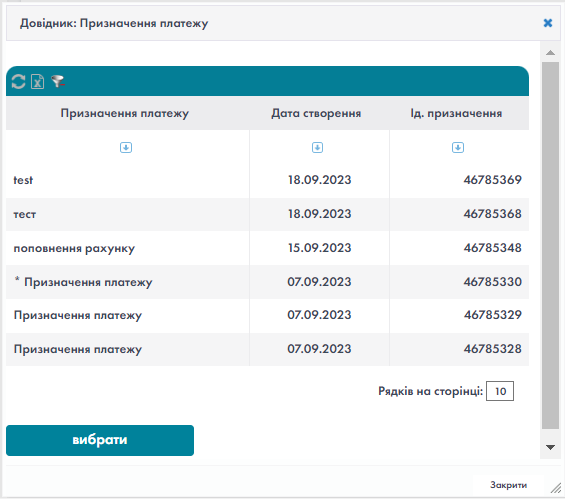 Довідник: Призначення платежу
Призначення платежу Дата створення Ід. призначення
test 18.09.2023 46785369
тест 18.09.2023 46785368
поповнення рахунку 15.09.2023 46785348
* Призначення платежу 07.09.2023 46785330
Призначення платежу 07.09.2023 46785329
Призначення платежу 07.09.2023 46785328
Рядків на сторінці: 10
вибрати
Закрити